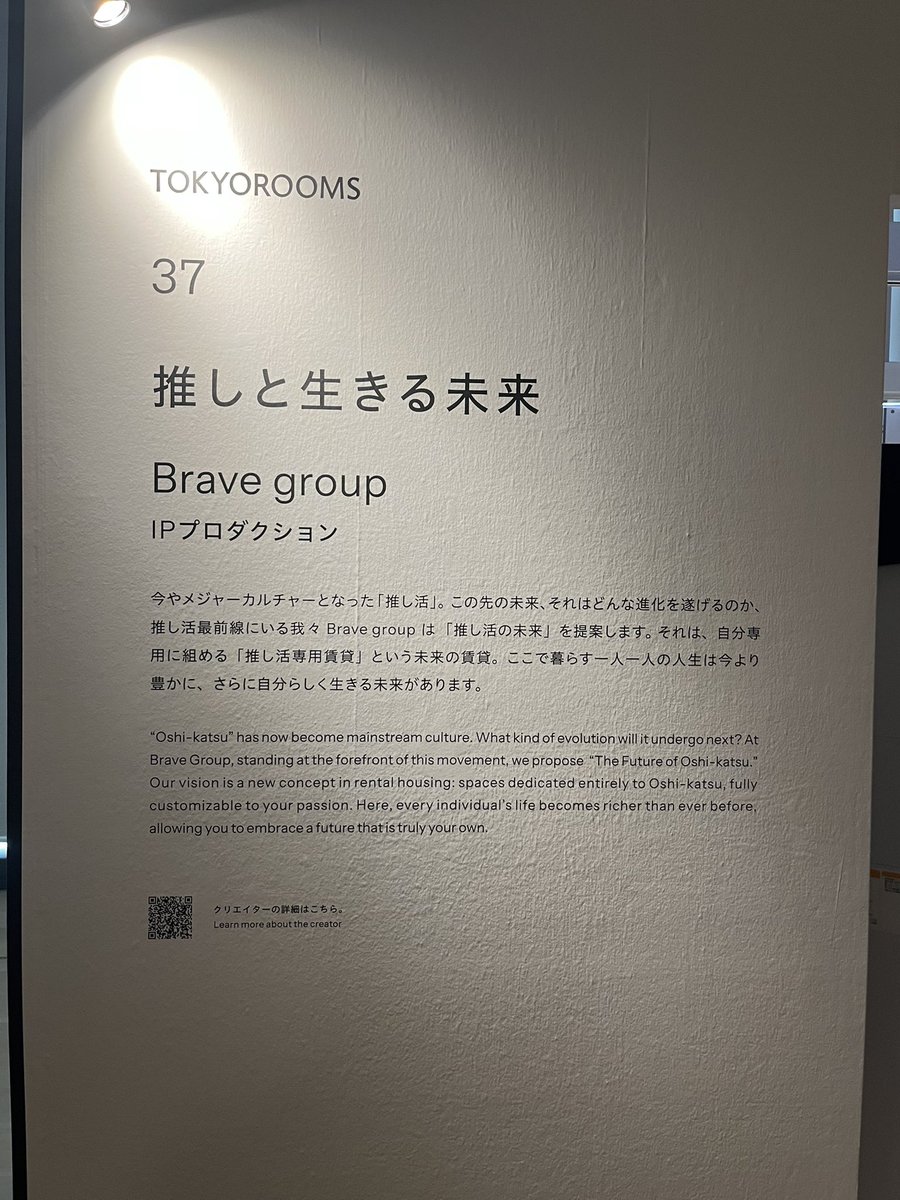 TOKYOROOMS
37
推しと生きる未来
Brave group
IPプロダクション
今やメジャーカルチャーとなった「推し活」。この先の未来、それはどんな進化を遂げるのか、
推し活最前線にいる我々 Brave group は「推し活の未来」を提案します。それは、自分専
用に組める「推し活専用賃貸」という未来の賃貸。ここで暮らす一人一人の人生は今より
豊かに、さらに自分らしく生きる未来があります。
“Oshi-katsu” has now become mainstream culture. What kind of evolution will it undergo next? At
Brave Group, standing at the forefront of this movement, we propose “The Future of Oshi-katsu.”
Our vision is a new concept in rental housing: spaces dedicated entirely to Oshi-katsu, fully
customizable to your passion. Here, every individual's life becomes richer than ever before,
allowing you to embrace a future that is truly your own.
クリエイターの詳細はこちら。
Learn more about the creator